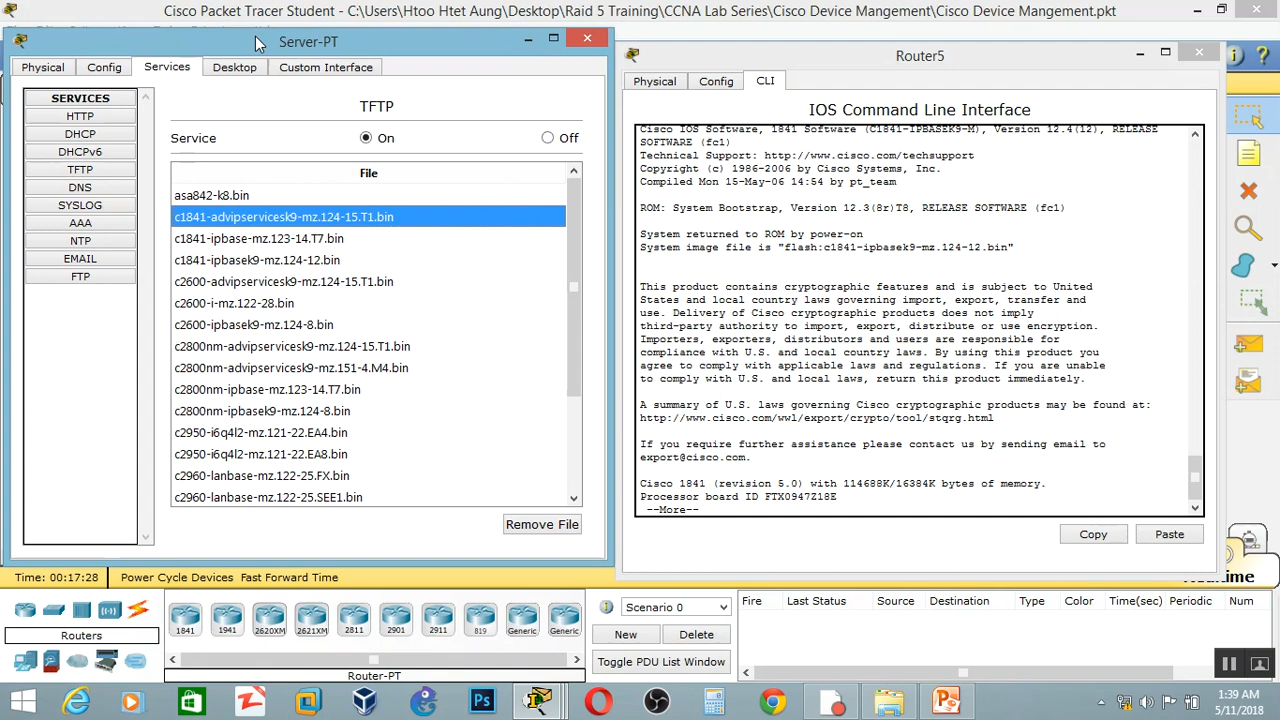 Cisco Packet Tracer Student - C:\Users\Htoo Htet Aung\Desktop\Raid 5 Training\CCNA Lab Series\Cisco Device Mangement\Cisco Device Mangement.pkt
Server-PT
Physical
Config
Services
Desktop
Custom Interface
SERVICES
HTTP
DHCP
DHCPv6
TFTP
DNS
SYSLOG
AAA
NTP
EMAIL
FTP
TFTP
Service
On
Off
File
asa842-k8.bin
c1841-advipservicesk9-mz.124-15.T1.bin
c1841-ipbase-mz.123-14.T7.bin
c1841-ipbasek9-mz.124-12.bin
c2600-advipservicesk9-mz.124-15.T1.bin
c2600-i-mz.122-28.bin
c2600-ipbasek9-mz.124-8.bin
c2800nm-advipservicesk9-mz.124-15.T1.bin
c2800nm-advipservicesk9-mz.151-4.M4.bin
c2800nm-ipbase-mz.123-14.T7.bin
c2800nm-ipbasek9-mz.124-8.bin
c2950-i6q4l2-mz.121-22.EA4.bin
c2950-i6q4l2-mz.121-22.EA8.bin
c2960-lanbase-mz.122-25.FX.bin
c2960-lanbase-mz.122-25.SEE1.bin
Remove File
Router5
Physical
Config
CLI
IOS Command Line Interface
Cisco IOS Software, 1841 Software (C1841-IPBASEK9-M), Version 12.4(12), RELEASE
SOFTWARE (fc1)
Technical Support: http://www.cisco.com/techsupport
Copyright (c) 1986-2006 by Cisco Systems, Inc.
Compiled Mon 15-May-06 14:54 by pt_team
ROM: System Bootstrap, Version 12.3(8r)T8, RELEASE SOFTWARE (fc1)
System returned to ROM by power-on
System image file is "flash:c1841-ipbasek9-mz.124-12.bin"
This product contains cryptographic features and is subject to United
States and local country laws governing import, export, transfer and
use. Delivery of Cisco cryptographic products does not imply
third-party authority to import, export, distribute or use encryption.
Importers, exporters, distributors and users are responsible for
compliance with U.S. and local country laws. By using this product you
agree to comply with applicable laws and regulations. If you are unable
to comply with U.S. and local laws, return this product immediately.
A summary of U.S. laws governing Cisco cryptographic products may be found at:
http://www.cisco.com/wwl/export/crypto/tool/stqrg.html
If you require further assistance please contact us by sending email to
export@cisco.com.
Cisco 1841 (revision 5.0) with 114688K/16384K bytes of memory.
Processor board ID FTX0947Z18E
--More--
Copy
Paste
Time: 00:17:28
Power Cycle Devices
Fast Forward Time
Realtime
Routers
1841
1941
2620XM
2621XM
2811
2901
2911
819
Generic
Generic
Router-PT
Scenario 0
New
Delete
Toggle PDU List Window
Fire
Last Status
Source
Destination
Type
Color
Time(sec)
Periodic
Num
1:39 AM
5/11/2018